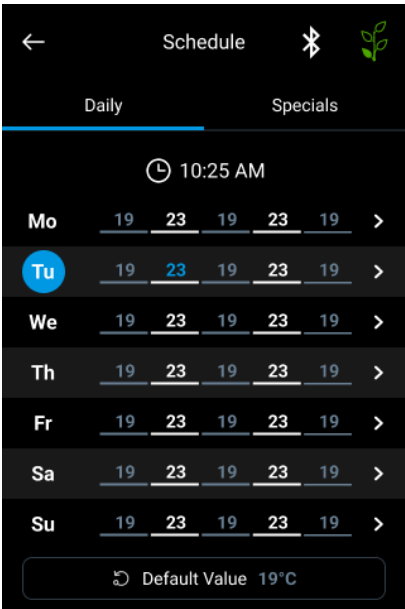 Schedule
Daily Specials
10:25 AM
Mo 19 23 19 23 19
Tu 19 23 19 23 19
We 19 23 19 23 19
Th 19 23 19 23 19
Fr 19 23 19 23 19
Sa 19 23 19 23 19
Su 19 23 19 23 19
Default Value 19°C